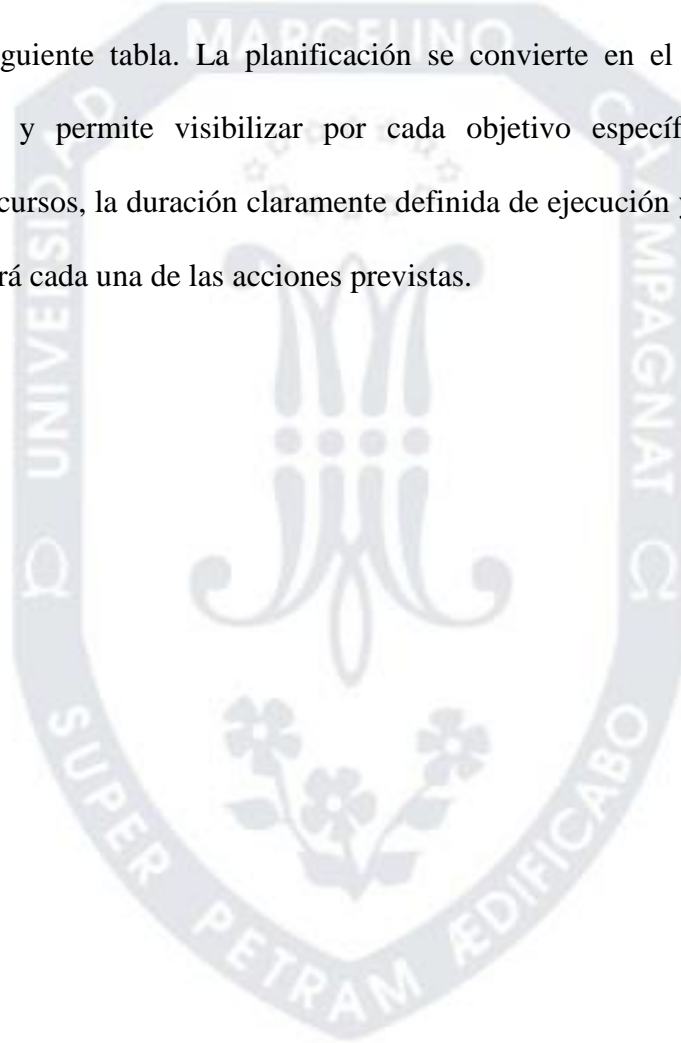 MARCELINO
guiente tabla. La planificación se convierte en el
y permite visibilizar por cada objetivo específ
cursos, la duración claramente definida de ejecución y
rá cada una de las acciones previstas.
UNIVERSIDAD
CHAMPAGNAT
SUPER PETRAM ÆDIFICABO